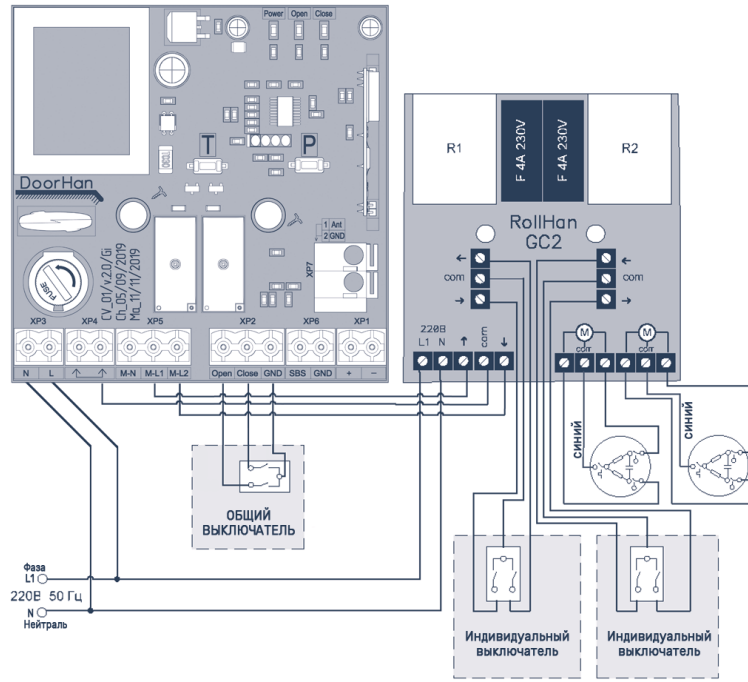 Power Open Close
T P
DoorHan
FUSE
CV_01/v.2.0/Gi
Ch_05/09/2019
Ma_11/11/2019
1 Ant
2 GND
XP7
XP3 XP4 XP5 XP2 XP6 XP1
N L M-N M-L1 M-L2 Open Close GND SBS GND + −
R1 F 4A 230V F 4A 230V R2
RollHan
GC2
← ←
com com
→ →
220В
L1 N ↑ com ↓
M M
com com
синий синий
ОБЩИЙ
ВЫКЛЮЧАТЕЛЬ
Фаза
L1
220В 50 Гц
N
Нейтраль
Индивидуальный
выключатель
Индивидуальный
выключатель